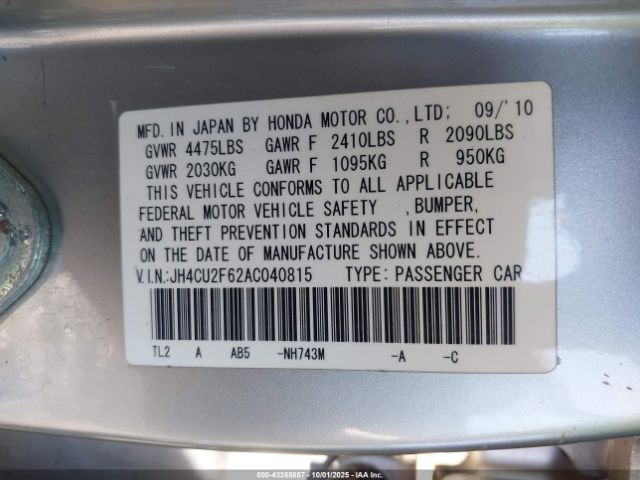 MFD. IN JAPAN BY HONDA MOTOR CO.,LTD; 09/'10
GVWR 4475LBS GAWR F 2410LBS R 2090LBS
GVWR 2030KG GAWR F 1095KG R 950KG
THIS VEHICLE CONFORMS TO ALL APPLICABLE
FEDERAL MOTOR VEHICLE SAFETY ,BUMPER,
AND THEFT PREVENTION STANDARDS IN EFFECT
ON THE DATE OF MANUFACTURE SHOWN ABOVE.
V.I.N.:JH4CU2F62AC040815 TYPE: PASSENGER CAR
TL2 A AB5 -NH743M -A -C
000-43355857 - 10/01/2025 - IAAI.COM